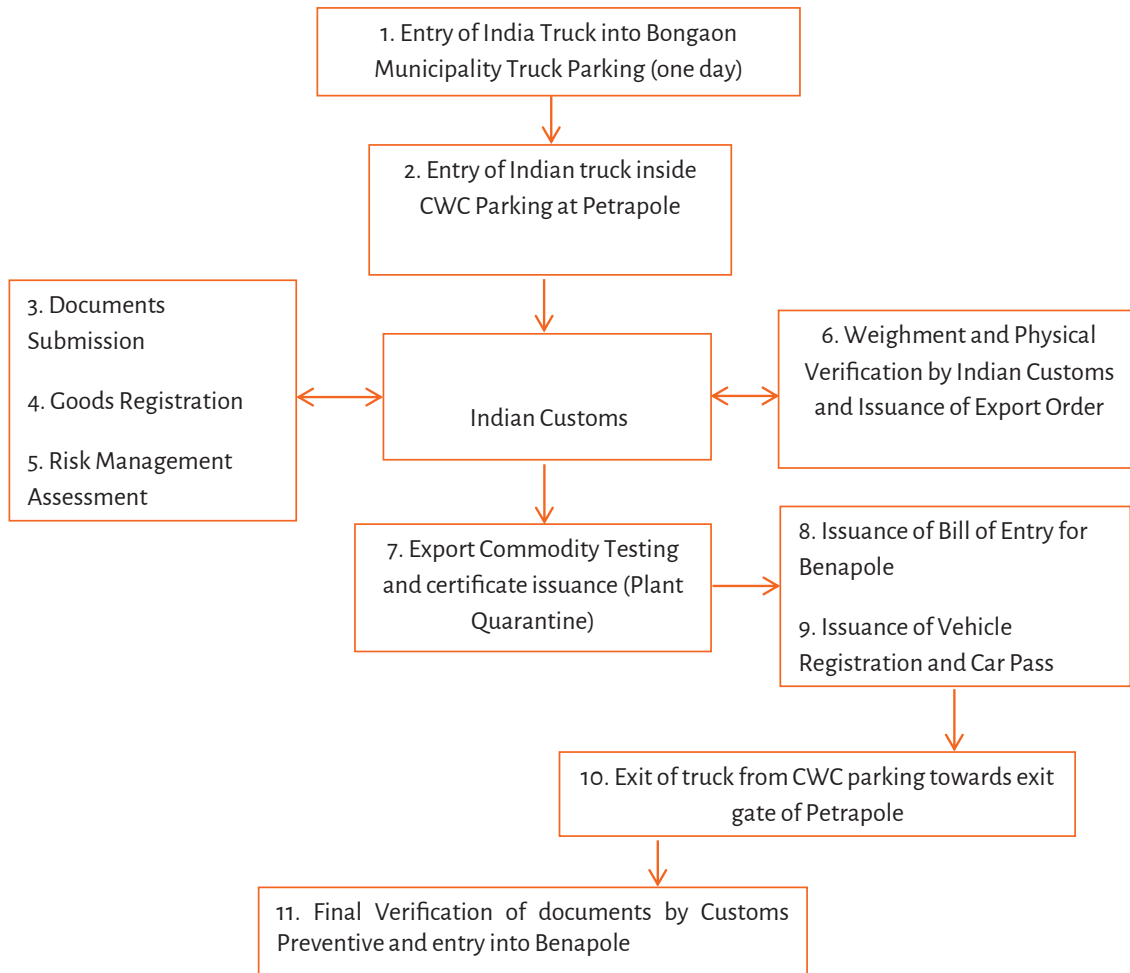 1. Entry of India Truck into Bongaon
Municipality Truck Parking (one day)
2. Entry of Indian truck inside
CWC Parking at Petrapole
3. Documents
Submission
4. Goods Registration
5. Risk Management
Assessment
Indian Customs
6. Weighment and Physical
Verification by Indian Customs
and Issuance of Export Order
7. Export Commodity Testing
and certificate issuance (Plant
Quarantine)
8. Issuance of Bill of Entry for
Benapole
9. Issuance of Vehicle
Registration and Car Pass
10. Exit of truck from CWC parking towards exit
gate of Petrapole
11. Final Verification of documents by Customs
Preventive and entry into Benapole